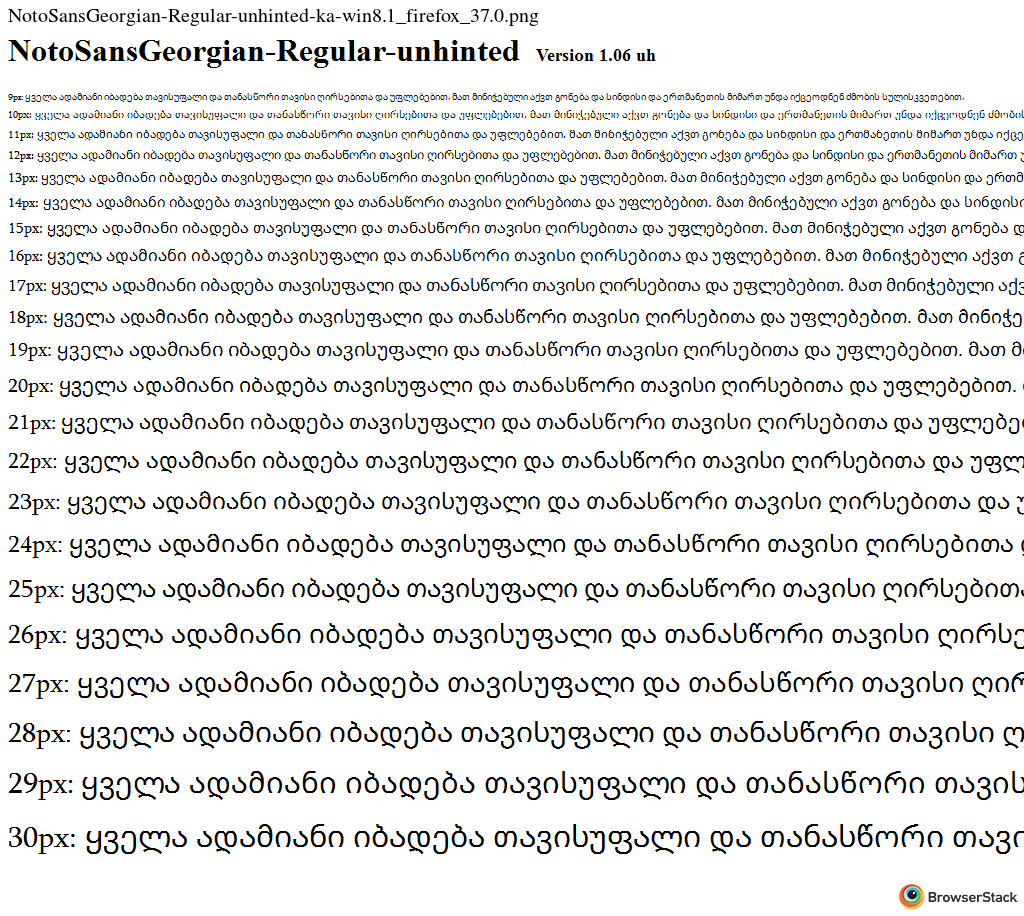 NotoSansGeorgian-Regular-unhinted-ka-win8.1_firefox_37.0.png
NotoSansGeorgian-Regular-unhinted Version 1.06 uh
9px: ყველა ადამიანი იბადება თავისუფალი და თანასწორი თავისი ღირსებითა და უფლებებით. მათ მინიჭებული აქვთ გონება და სინდისი და ერთმანეთის მიმართ უნდა იქცეოდნენ ძმობის სულისკვეთებით.
10px: ყველა ადამიანი იბადება თავისუფალი და თანასწორი თავისი ღირსებითა და უფლებებით. მათ მინიჭებული აქვთ გონება და სინდისი და ერთმანეთის მიმართ უნდა იქცეოდნენ ძმობის
11px: ყველა ადამიანი იბადება თავისუფალი და თანასწორი თავისი ღირსებითა და უფლებებით. მათ მინიჭებული აქვთ გონება და სინდისი და ერთმანეთის მიმართ უნდა იქცე
12px: ყველა ადამიანი იბადება თავისუფალი და თანასწორი თავისი ღირსებითა და უფლებებით. მათ მინიჭებული აქვთ გონება და სინდისი და ერთმანეთის მიმართ
13px: ყველა ადამიანი იბადება თავისუფალი და თანასწორი თავისი ღირსებითა და უფლებებით. მათ მინიჭებული აქვთ გონება და სინდისი და ერთმ
14px: ყველა ადამიანი იბადება თავისუფალი და თანასწორი თავისი ღირსებითა და უფლებებით. მათ მინიჭებული აქვთ გონება და სინდისი
15px: ყველა ადამიანი იბადება თავისუფალი და თანასწორი თავისი ღირსებითა და უფლებებით. მათ მინიჭებული აქვთ გონება დ
16px: ყველა ადამიანი იბადება თავისუფალი და თანასწორი თავისი ღირსებითა და უფლებებით. მათ მინიჭებული აქვთ გ
17px: ყველა ადამიანი იბადება თავისუფალი და თანასწორი თავისი ღირსებითა და უფლებებით. მათ მინიჭებული აქვ
18px: ყველა ადამიანი იბადება თავისუფალი და თანასწორი თავისი ღირსებითა და უფლებებით. მათ მინიჭე
19px: ყველა ადამიანი იბადება თავისუფალი და თანასწორი თავისი ღირსებითა და უფლებებით. მათ მი
20px: ყველა ადამიანი იბადება თავისუფალი და თანასწორი თავისი ღირსებითა და უფლებებით.
21px: ყველა ადამიანი იბადება თავისუფალი და თანასწორი თავისი ღირსებითა და უფლებე
22px: ყველა ადამიანი იბადება თავისუფალი და თანასწორი თავისი ღირსებითა და უფლ
23px: ყველა ადამიანი იბადება თავისუფალი და თანასწორი თავისი ღირსებითა და უ
24px: ყველა ადამიანი იბადება თავისუფალი და თანასწორი თავისი ღირსებითა
25px: ყველა ადამიანი იბადება თავისუფალი და თანასწორი თავისი ღირსებითა
26px: ყველა ადამიანი იბადება თავისუფალი და თანასწორი თავისი ღირსე
27px: ყველა ადამიანი იბადება თავისუფალი და თანასწორი თავისი ღირ
28px: ყველა ადამიანი იბადება თავისუფალი და თანასწორი თავისი ღ
29px: ყველა ადამიანი იბადება თავისუფალი და თანასწორი თავის
30px: ყველა ადამიანი იბადება თავისუფალი და თანასწორი თავი
BrowserStack